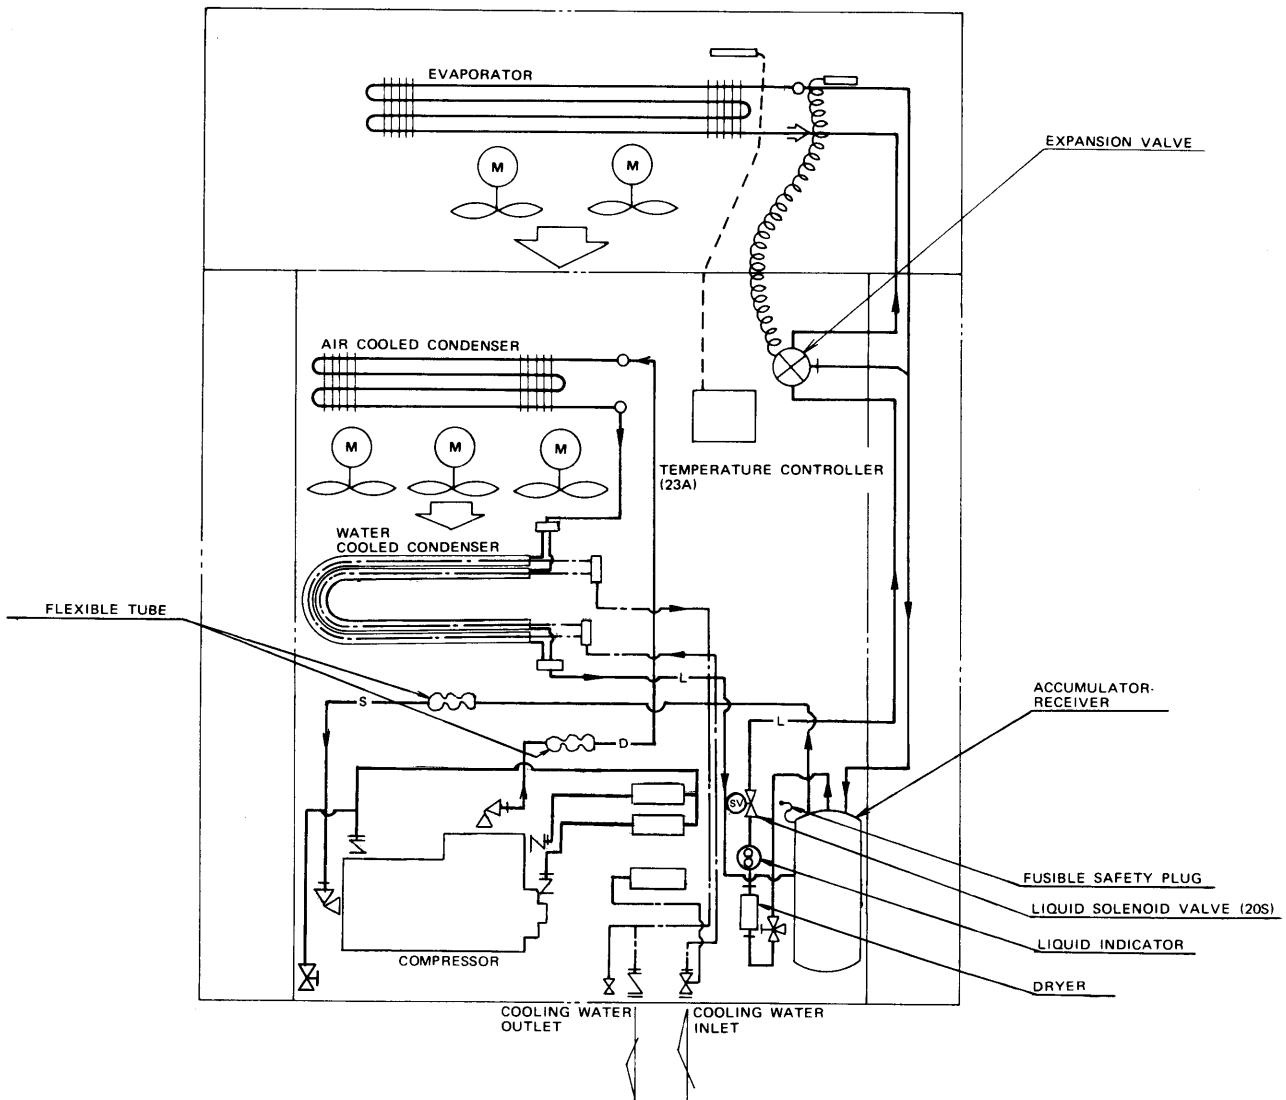 EVAPORATOR
M
M
EXPANSION VALVE
AIR COOLED CONDENSER
M
M
M
TEMPERATURE CONTROLLER
(23A)
WATER
COOLED CONDENSER
FLEXIBLE TUBE
L
S
L
D
ACCUMULATOR-
RECEIVER
SV
FUSIBLE SAFETY PLUG
LIQUID SOLENOID VALVE (20S)
LIQUID INDICATOR
COMPRESSOR
DRYER
COOLING WATER
OUTLET
COOLING WATER
INLET